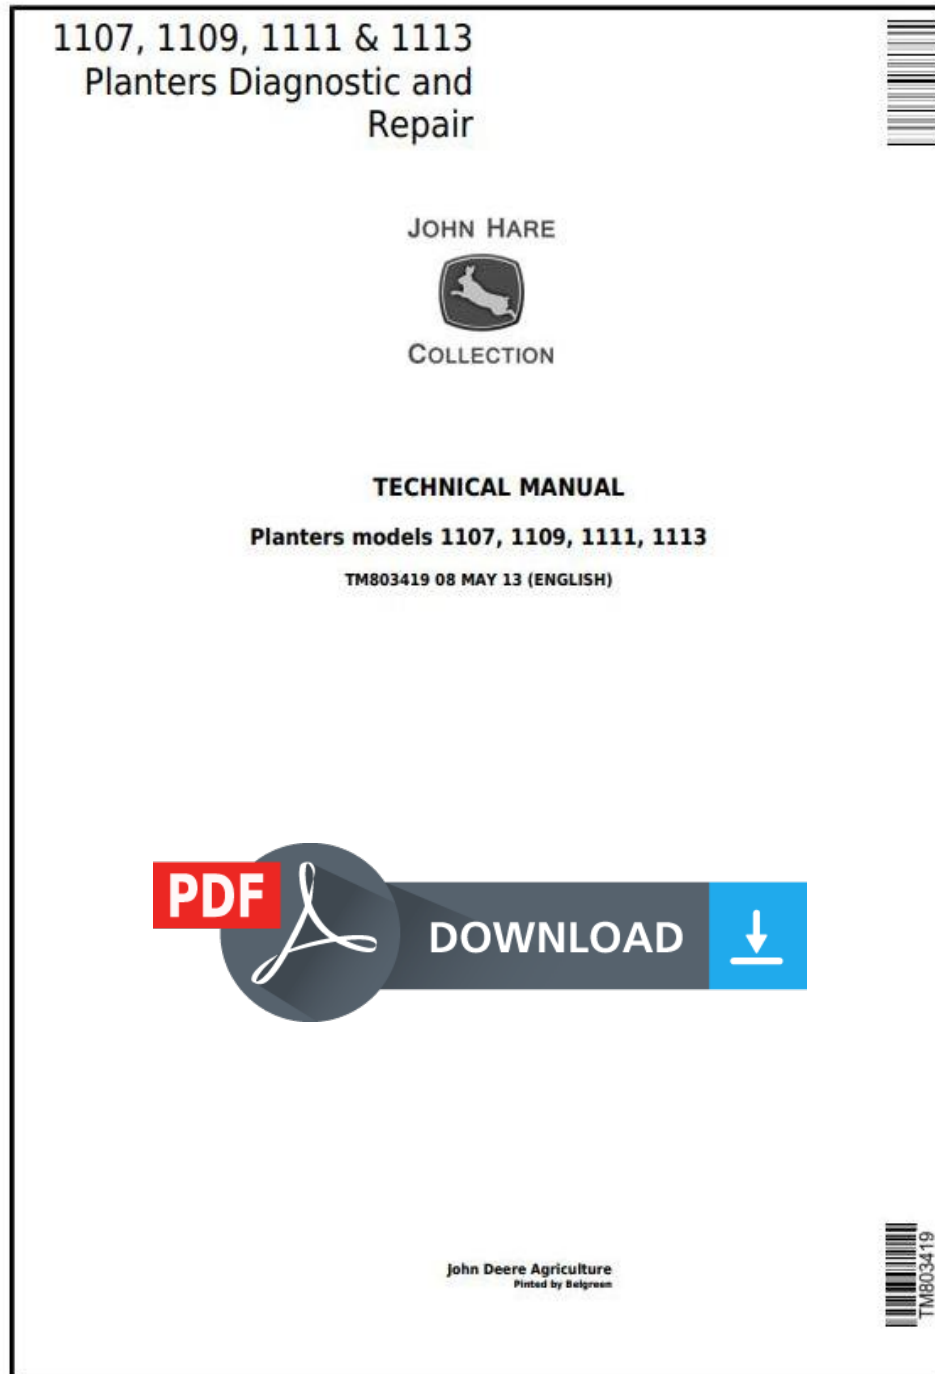 1107, 1109, 1111 & 1113
Planters Diagnostic and
Repair
JOHN HARE
COLLECTION
TECHNICAL MANUAL
Planters models 1107, 1109, 1111, 1113
TM803419 08 MAY 13 (ENGLISH)
PDF
DOWNLOAD
John Deere Agriculture
Pinted by Belgreen
TM803419